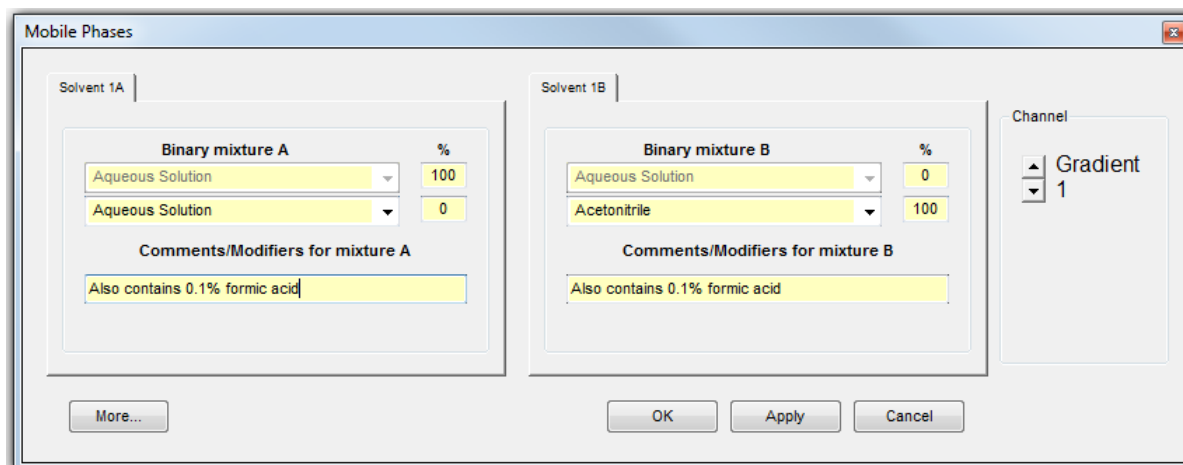 Mobile Phases
Solvent 1A
Binary mixture A %
Aqueous Solution 100
Aqueous Solution 0
Comments/Modifiers for mixture A
Also contains 0.1% formic acid
Solvent 1B
Binary mixture B %
Aqueous Solution 0
Acetonitrile 100
Comments/Modifiers for mixture B
Also contains 0.1% formic acid
Channel
Gradient
1
More...
OK
Apply
Cancel